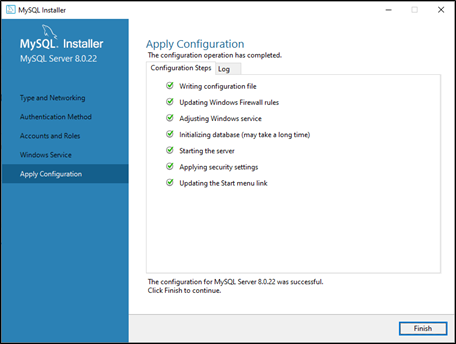 MySQL Installer
MySQL. Installer
MySQL Server 8.0.22
Type and Networking
Authentication Method
Accounts and Roles
Windows Service
Apply Configuration
Apply Configuration
The configuration operation has completed.
Configuration Steps Log
Writing configuration file
Updating Windows Firewall rules
Adjusting Windows service
Initializing database (may take a long time)
Starting the server
Applying security settings
Updating the Start menu link
The configuration for MySQL Server 8.0.22 was successful.
Click Finish to continue.
Finish